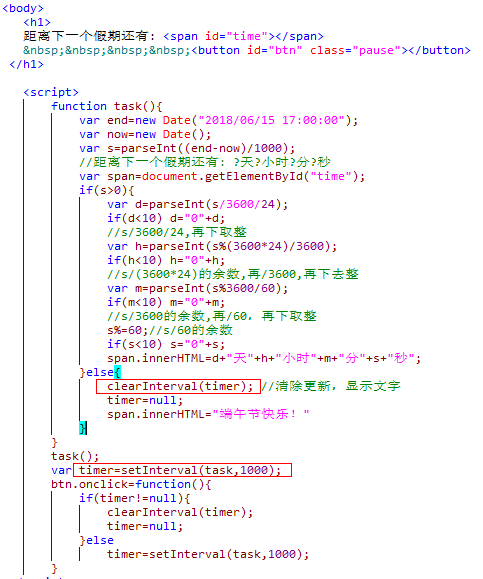 <body>
<h1>
距离下一个假期还有: <span id="time"></span>
&nbsp;&nbsp;&nbsp;&nbsp;<button id="btn" class="pause"></button>
</h1>
<script>
function task(){
var end=new Date("2018/06/15 17:00:00");
var now=new Date();
var s=parseInt((end-now)/1000);
//距离下一个假期还有: ?天?小时?分?秒
var span=document.getElementById("time");
if(s>0){
var d=parseInt(s/3600/24);
if(d<10) d="0"+d;
//s/3600/24,再下取整
var h=parseInt(s%(3600*24)/3600);
if(h<10) h="0"+h;
//s/(3600*24)的余数,再/3600,再下去整
var m=parseInt(s%3600/60);
if(m<10) m="0"+m;
//s/3600的余数,再/60，再下取整
s%=60;//s/60的余数
if(s<10) s="0"+s;
span.innerHTML=d+"天"+h+"小时"+m+"分"+s+"秒";
}else{
clearInterval(timer); //清除更新，显示文字
timer=null;
span.innerHTML="端午节快乐！"
}
}
task();
var timer=setInterval(task,1000);
btn.onclick=function(){
if(timer!=null){
clearInterval(timer);
timer=null;
}else
timer=setInterval(task,1000);
}